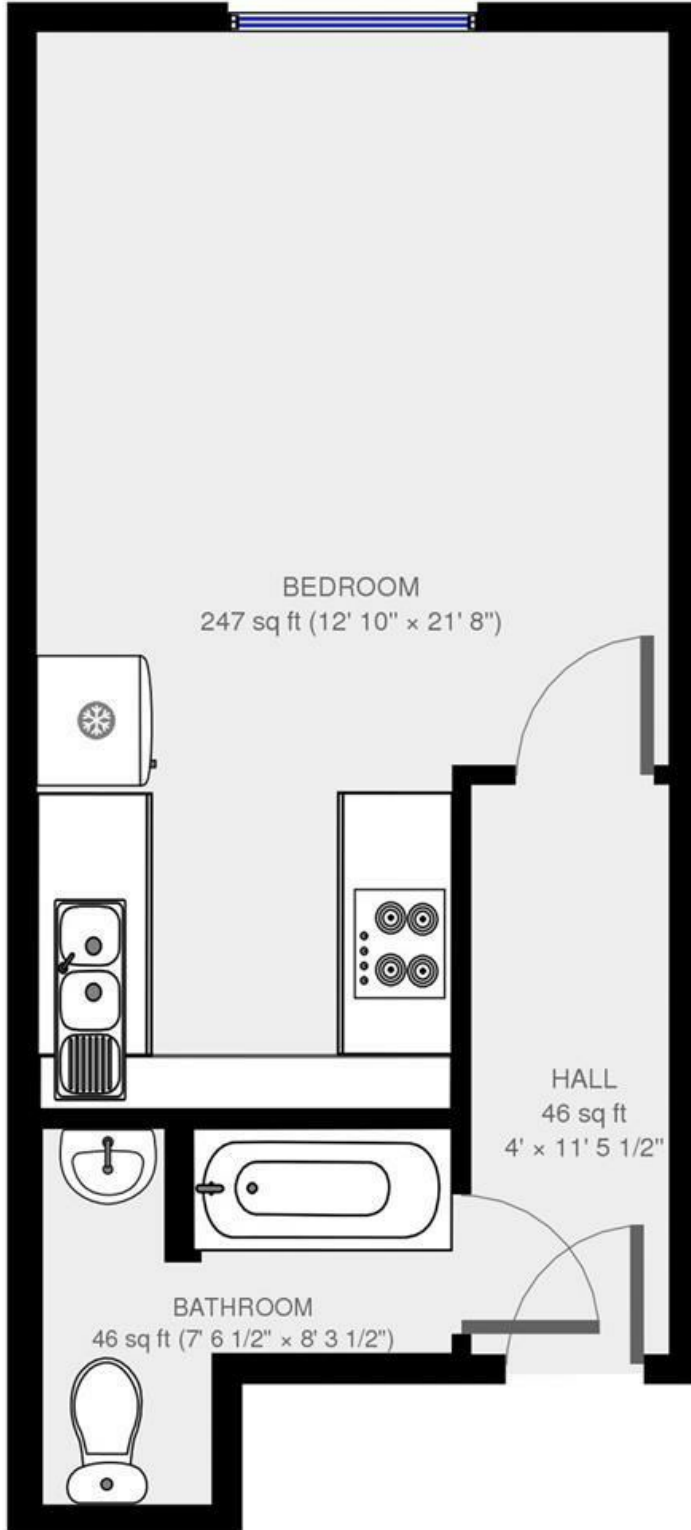 BEDROOM
247 sq ft (12' 10" × 21' 8")
HALL
46 sq ft
4' × 11' 5 1/2"
BATHROOM
46 sq ft (7' 6 1/2" × 8' 3 1/2")